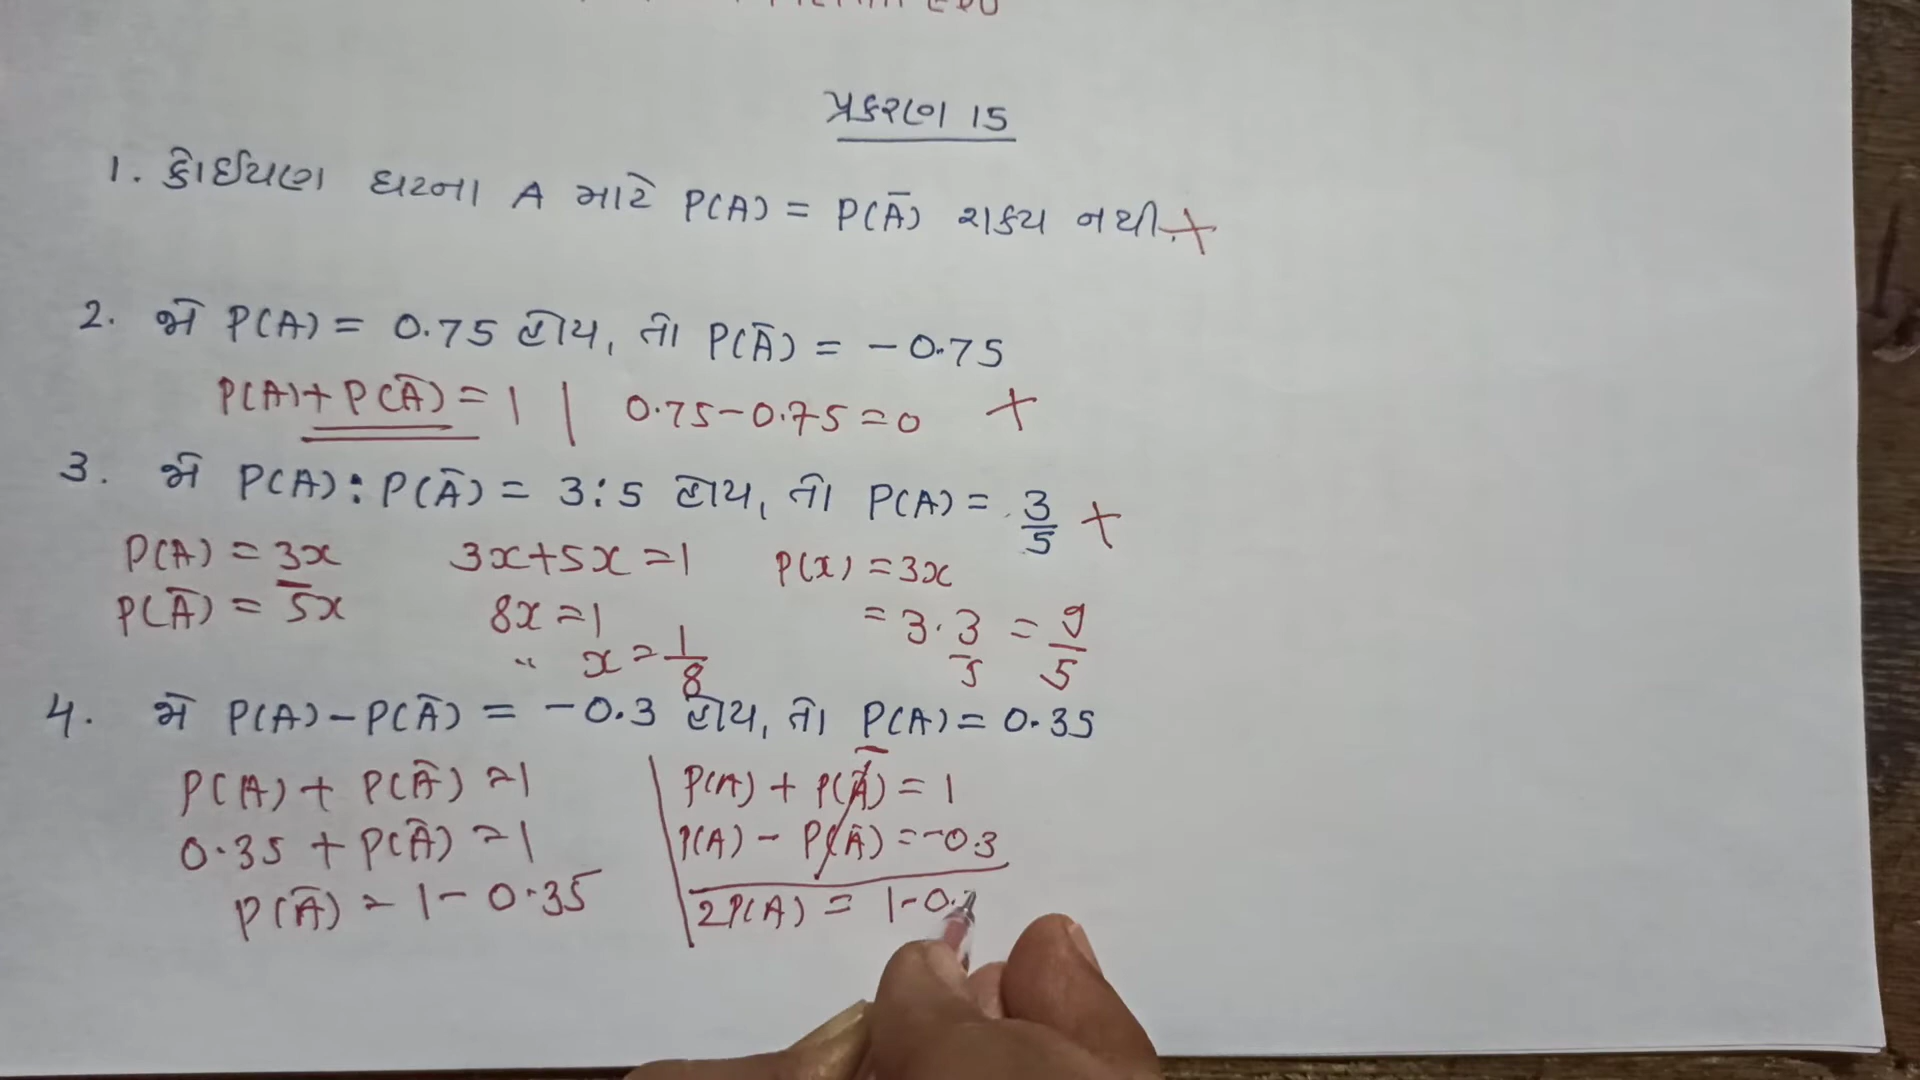 પ્રકરણ 15
1. કોઈપણ ઘટના A માટે P(A) = P(Ā) શક્ય નથી. ×
2. જો P(A) = 0.75 હોય, તો P(Ā) = -0.75
P(A) + P(Ā) = 1 | 0.75 - 0.75 = 0 ×
3. જો P(A) : P(Ā) = 3 : 5 હોય, તો P(A) = 3/5 ×
P(A) = 3x 3x + 5x = 1 P(x) = 3x
P(Ā) = 5x 8x = 1 = 3 · 3/5 = 9/5
x = 1/8
4. જો P(A) - P(Ā) = -0.3 હોય, તો P(A) = 0.35
P(A) + P(Ā) = 1 | P(A) + P(Ā) = 1
0.35 + P(Ā) = 1 | P(A) - P(Ā) = -0.3
P(Ā) = 1 - 0.35 | 2P(A) = 1 - 0.